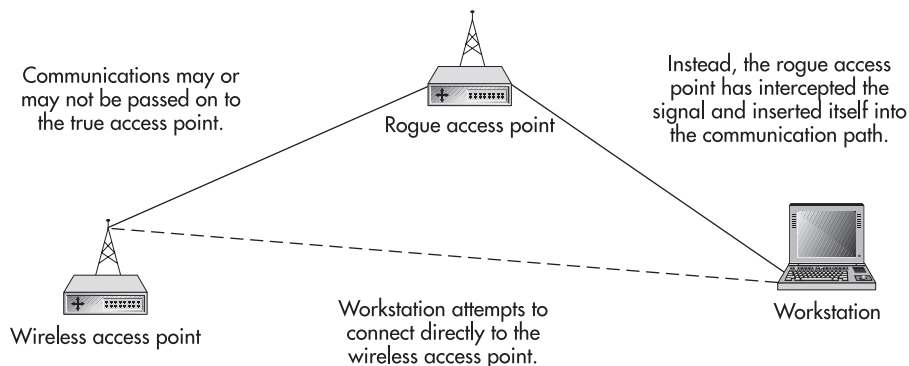 Communications may or
may not be passed on to
the true access point.
Rogue access point
Instead, the rogue access
point has intercepted the
signal and inserted itself into
the communication path.
Wireless access point
Workstation attempts to
connect directly to the
wireless access point.
Workstation